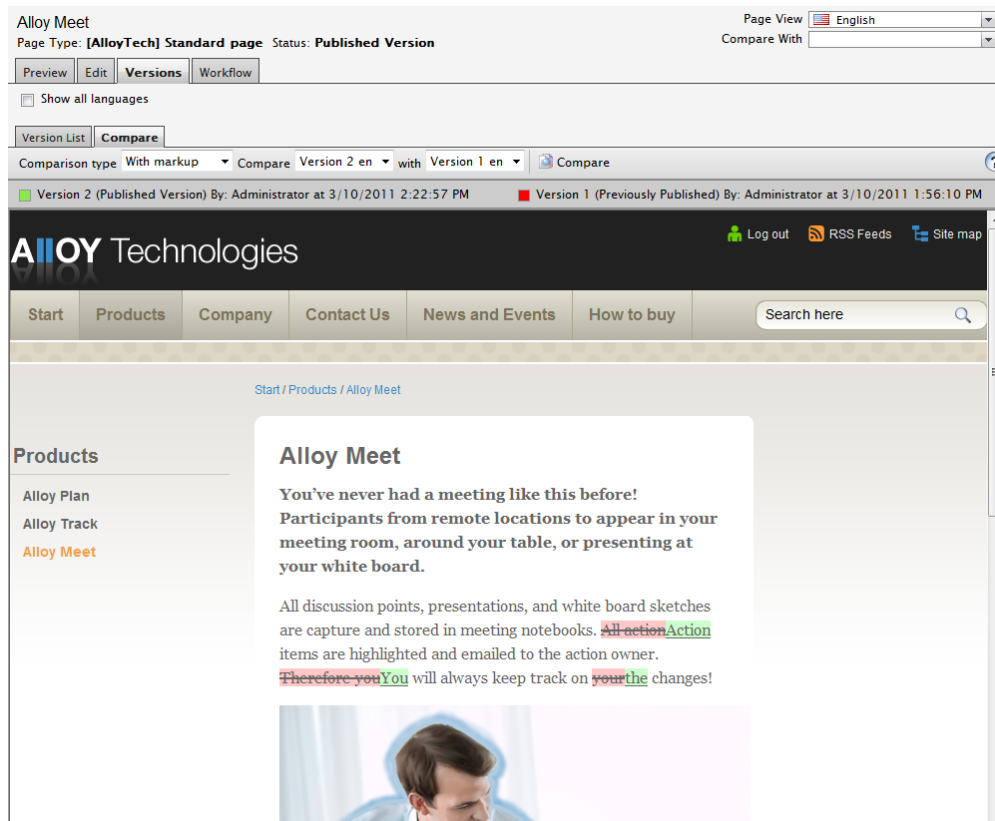 Alloy Meet
Page View English
Page Type: [AlloyTech] Standard page Status: Published Version
Compare With
Preview Edit Versions Workflow
Show all languages
Version List Compare
Comparison type With markup Compare Version 2 en with Version 1 en Compare
Version 2 (Published Version) By: Administrator at 3/10/2011 2:22:57 PM Version 1 (Previously Published) By: Administrator at 3/10/2011 1:56:10 PM
ALLOY Technologies
Log out RSS Feeds Site map
Start Products Company Contact Us News and Events How to buy Search here
Start / Products / Alloy Meet
Products
Alloy Plan
Alloy Track
Alloy Meet
Alloy Meet
You've never had a meeting like this before!
Participants from remote locations to appear in your
meeting room, around your table, or presenting at
your white board.
All discussion points, presentations, and white board sketches
are capture and stored in meeting notebooks. All actionAction
items are highlighted and emailed to the action owner.
Therefore youYou will always keep track on yourthe changes!